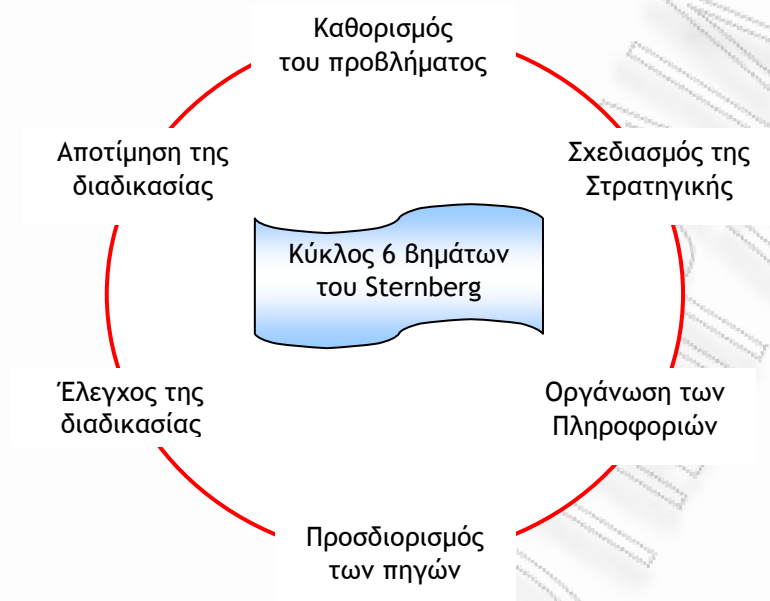 Καθορισμός
του προβλήματος
Σχεδιασμός της
Στρατηγικής
Οργάνωση των
Πληροφοριών
Προσδιορισμός
των πηγών
Έλεγχος της
διαδικασίας
Αποτίμηση της
διαδικασίας
Κύκλος 6 βημάτων
του Sternberg